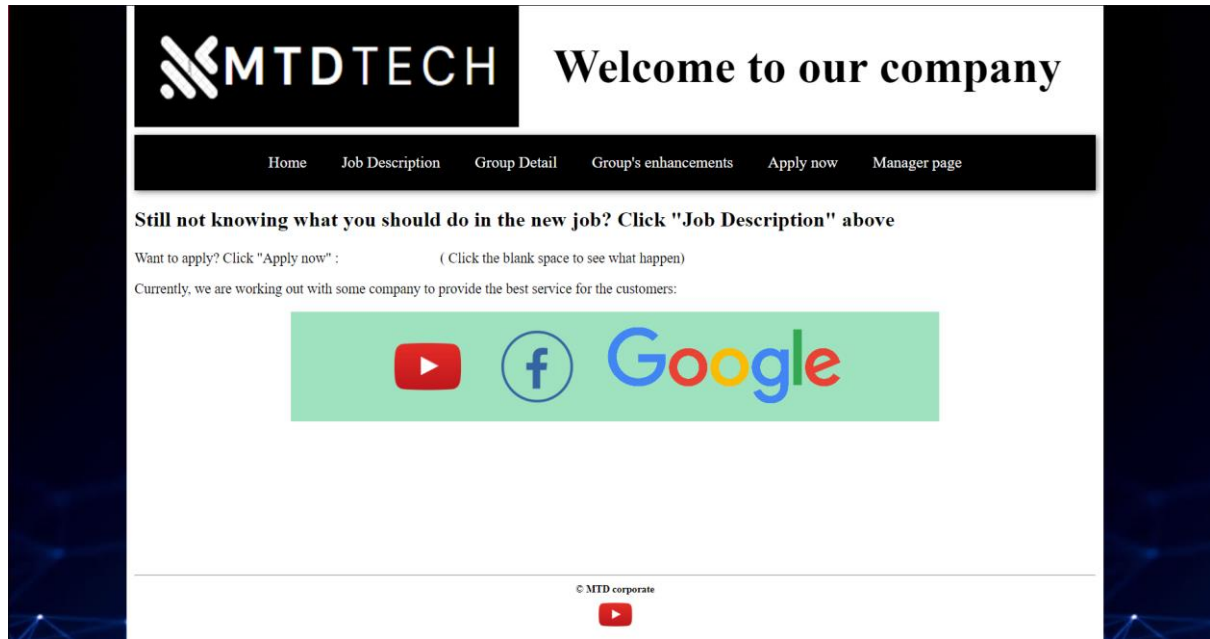 MTDTECH
Welcome to our company
Home Job Description Group Detail Group's enhancements Apply now Manager page
Still not knowing what you should do in the new job? Click "Job Description" above
Want to apply? Click "Apply now" : ( Click the blank space to see what happen)
Currently, we are working out with some company to provide the best service for the customers:
f Google
© MTD corporate